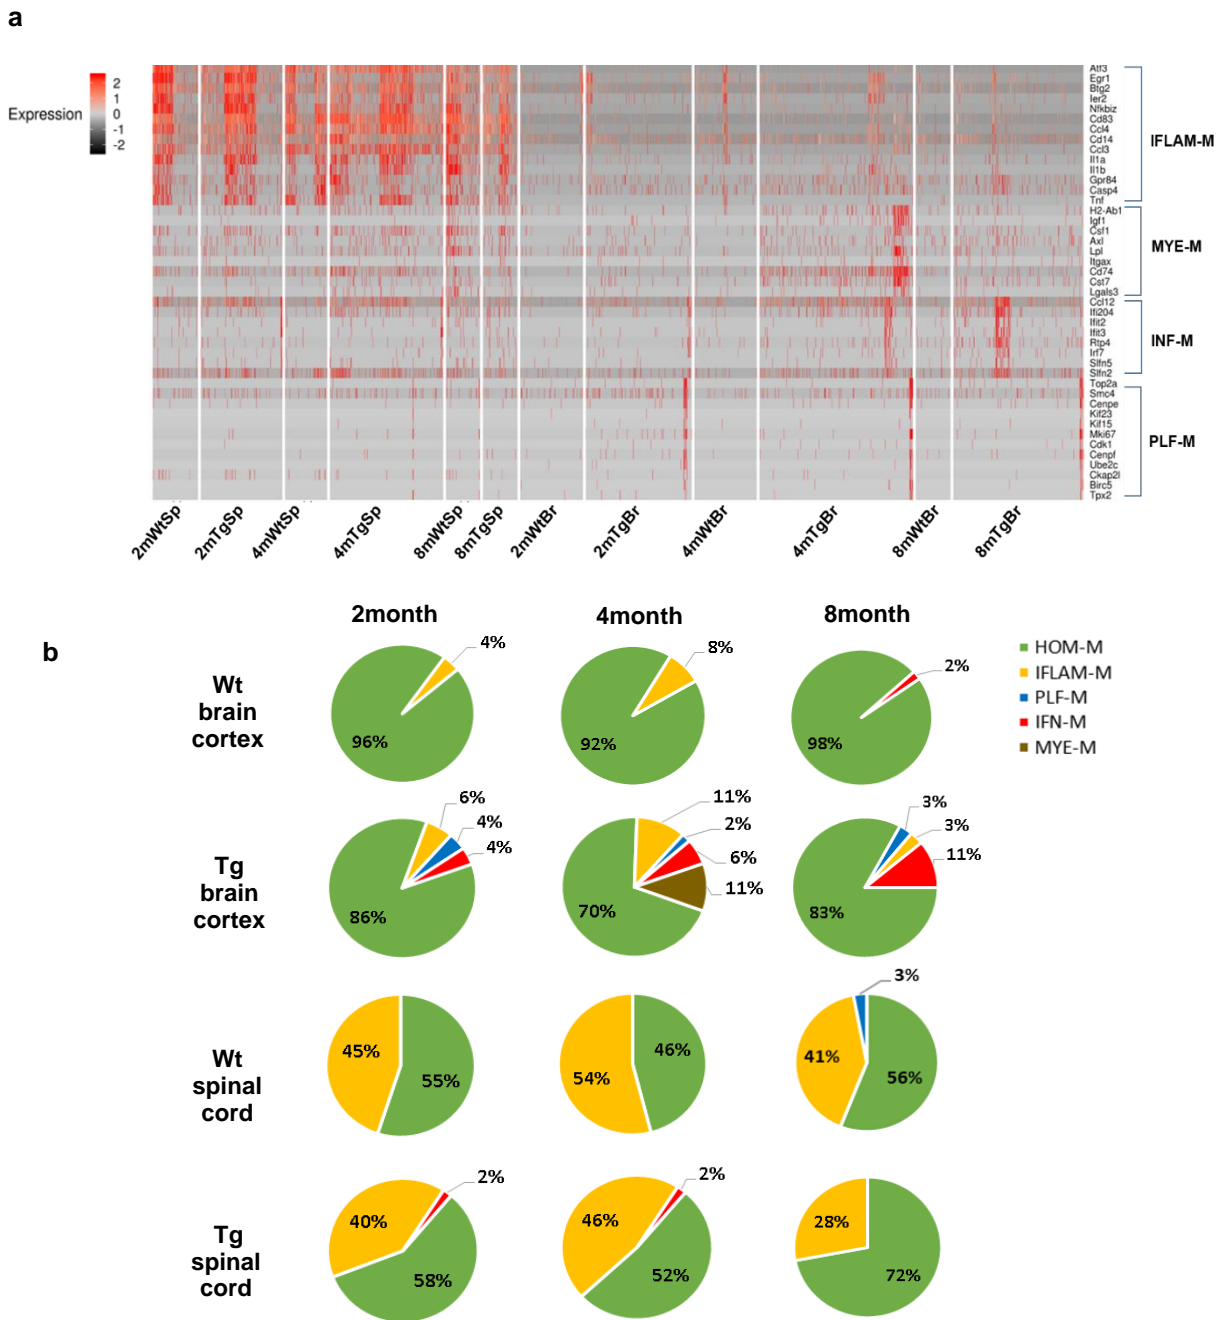 a
Expression
2
1
0
-1
-2
Atf3
Egr1
Btg2
Ier2
Nfkbiz
Cd83
Ccl4
Cd14
Ccl3
Il1a
Il1b
Gpr84
Casp4
Tnf
H2-Ab1
Igf1
Csf1
Axl
Lpl
Itgax
Cd74
Cst7
Lgals3
Ccl12
Ifi204
Ifit2
Ifit3
Rtp4
Irf7
Slfn5
Slfn2
Top2a
Smc4
Cenpe
Kif23
Kif15
Mki67
Cdk1
Cenpf
Ube2c
Ckap2l
Birc5
Tpx2
IFLAM-M
MYE-M
INF-M
PLF-M
2mWtSp
2mTgSp
4mWtSp
4mTgSp
8mWtSp
8mTgSp
2mWtBr
2mTgBr
4mWtBr
4mTgBr
8mWtBr
8mTgBr
b
2month
4month
8month
HOM-M
IFLAM-M
PLF-M
IFN-M
MYE-M
Wt
brain
cortex
4%
96%
8%
92%
2%
98%
Tg
brain
cortex
6%
4%
4%
86%
11%
2%
6%
11%
70%
3%
3%
11%
83%
Wt
spinal
cord
45%
55%
54%
46%
3%
41%
56%
Tg
spinal
cord
2%
40%
58%
2%
46%
52%
28%
72%